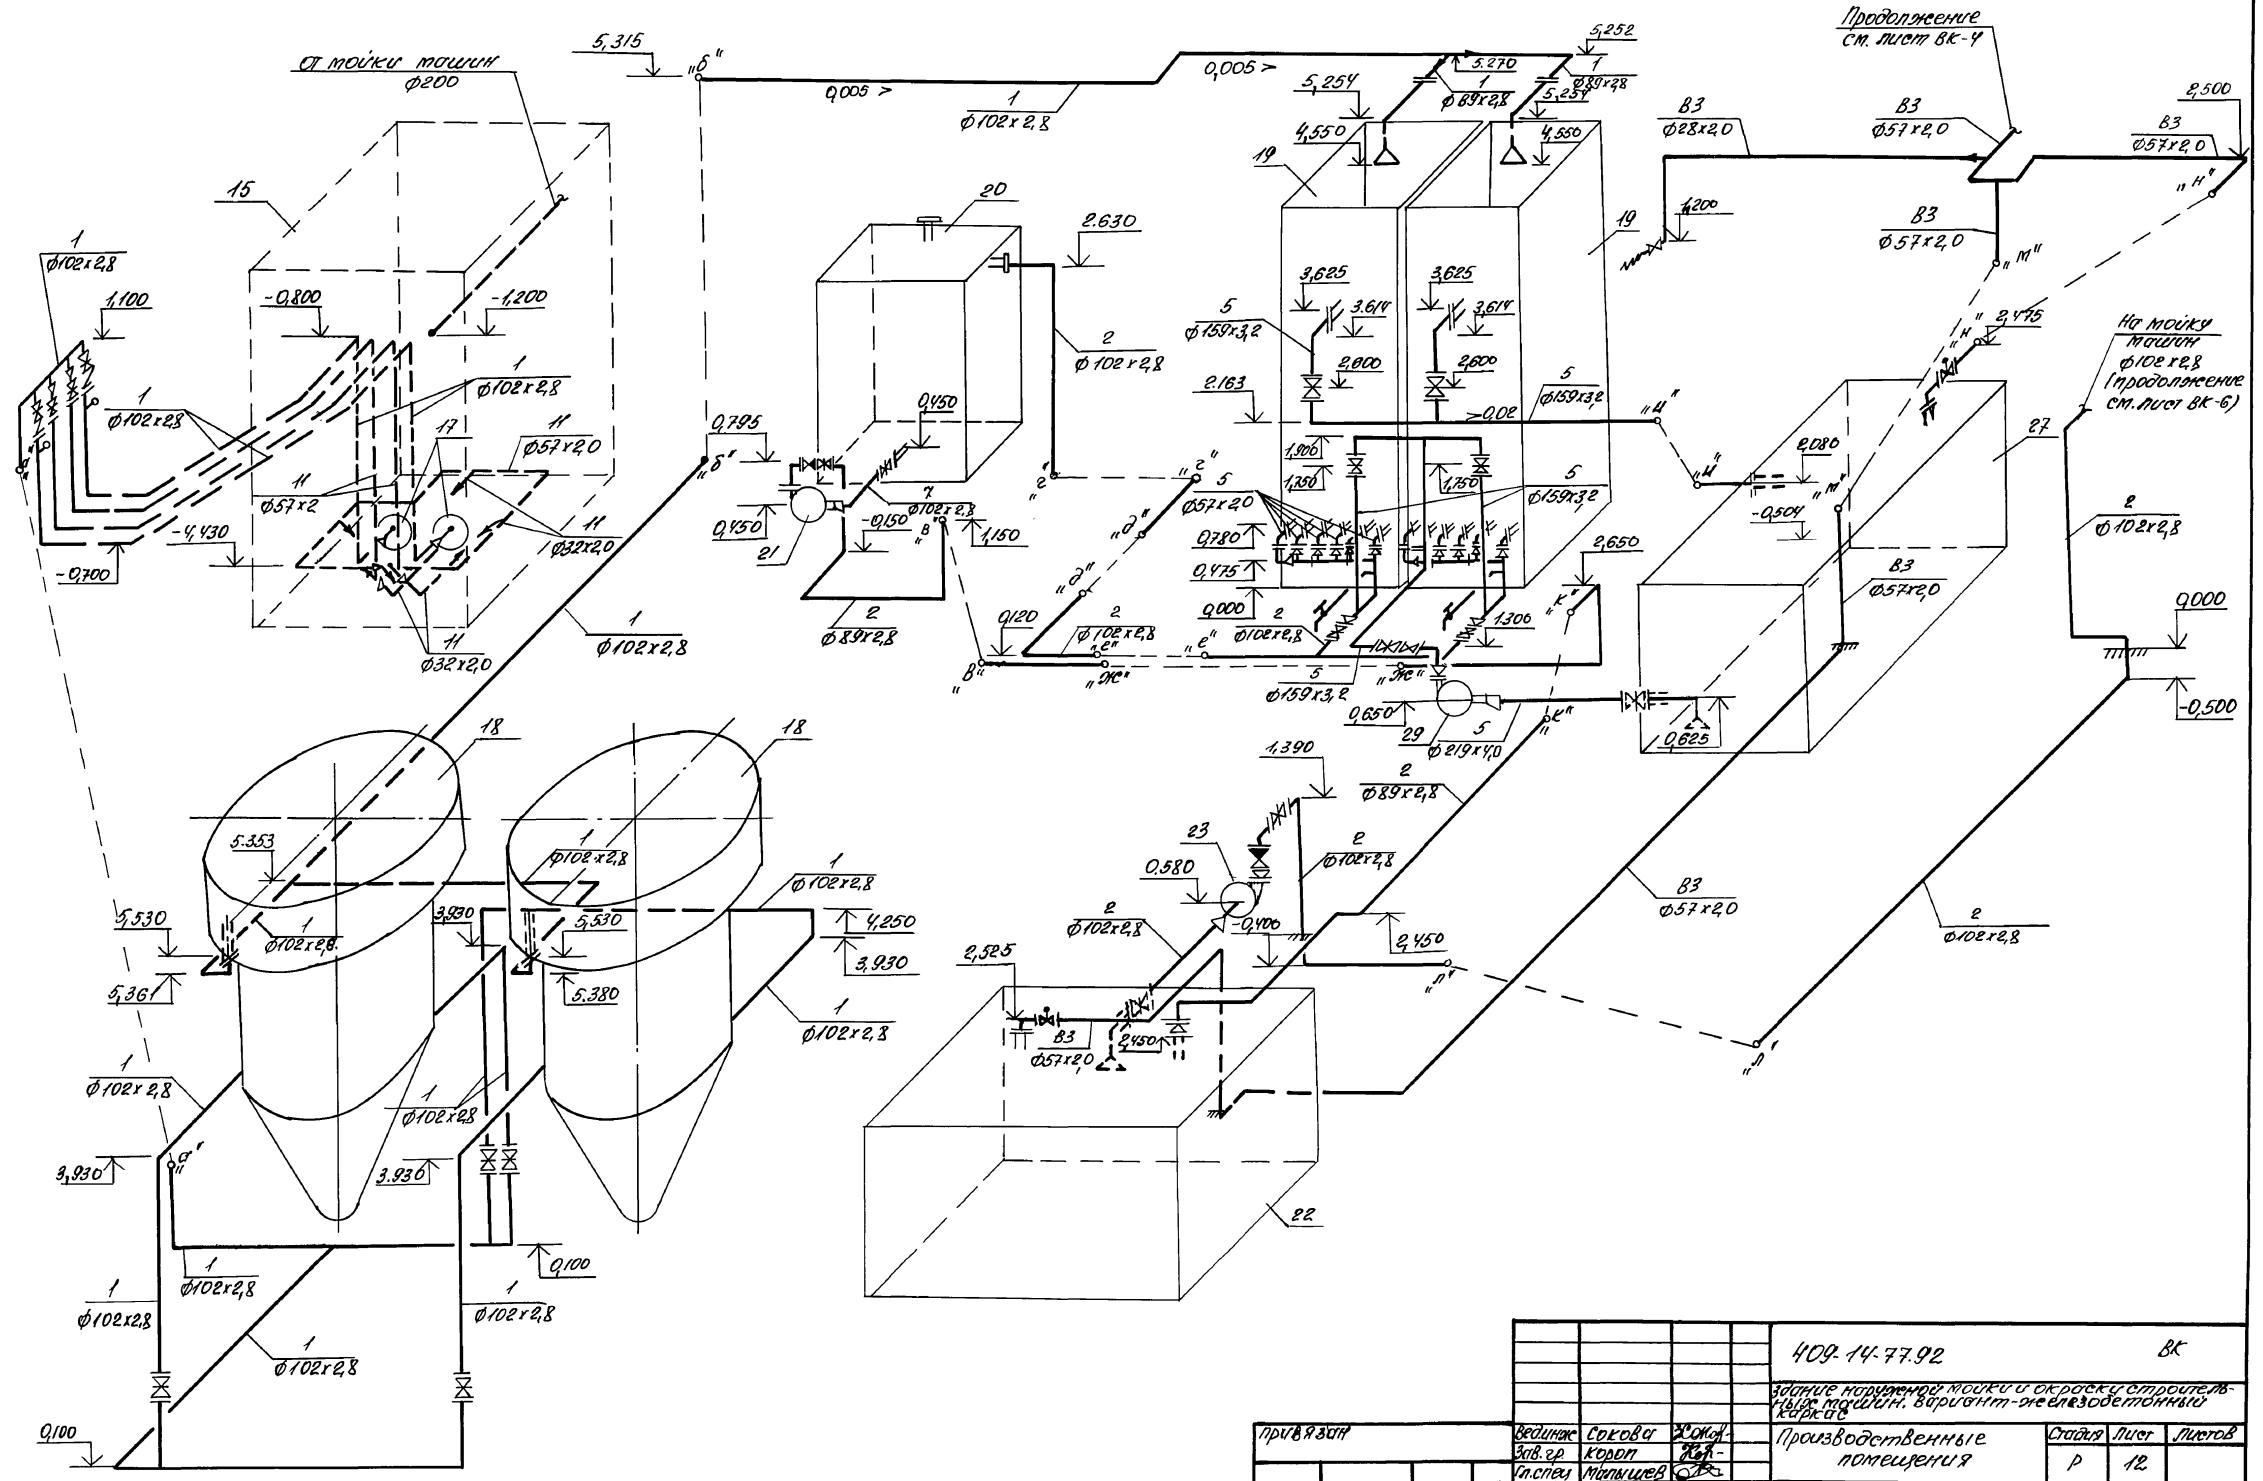 Продолжение
см. лист ВК-4
5,315
„б"
от мойки машин
ф200
0,005 >
1
ф102х2,8
0,005 >
5,252
5.270
1
ф89х2,8
1
ф89х2,8
5,254
5,254
4,550
4,550
2,500
В3
ф28х2,0
В3
ф57х2,0
В3
ф57х2,0
„н"
15
20
19
19
1,200
В3
ф57х2,0
„м"
1
ф102х2,8
1,100
-0,800
-1,200
2.630
3,625
3,625
3.614
3,614
5
ф159х3,2
2,600
2,600
2.163
>0,02
5
ф159х3,2
„и"
„н"
2,475
На мойку
машин
ф102х2,8
(продолжение
см. лист ВК-6)
1
ф102х2,8
1
ф102х2,8
2
ф102х2,8
17
11
ф57х2,0
11
ф57х2
11
ф32х2,0
11
ф32х2,0
-4,430
-0,700
„а"
0,795
„б"
0,450
0,450
21
7
ф102х2,8
-0,150
„в"
1,150
2
ф89х2,8
„г"
„г"
„д"
„д"
5
ф57х2,0
1,900
1,750
1,750
5
ф159х3,2
0,780
0,475
0,000
„и"
2,080
„м"
-0,504
27
2
ф102х2,8
В3
ф57х2,0
2,650
„к"
1.300
0,120
2
ф102х2,8
„е"
„е"
2
ф102х2,8
„в"
„ж"
„ж"
5
ф159х3,2
0,650
29
5
ф219х4,0
0,625
„к"
0,000
-0,500
1
ф102х2,8
18
18
5.353
1
ф102х2,8
1
ф102х2,8
5,530
5,361
1
ф102х2,8
3,930
5,530
5.380
4,250
3,930
1
ф102х2,8
1,390
23
0,580
2
ф102х2,8
2
ф89х2,8
2
ф102х2,8
-0,400
2,450
„л"
2,525
В3
ф57х2,0
2,450
В3
ф57х2,0
2
ф102х2,8
„л"
1
ф102х2,8
1
ф102х2,8
3,930
„а"
3.930
0,100
1
ф102х2,8
1
ф102х2,8
1
ф102х2,8
1
ф102х2,8
0,100
22
409-14-77.92
ВК
Здание наружной мойки и окраски строитель-
ных машин. Вариант-железобетонный
каркас
Привязан
Вед.инж Сокова
Зав.гр. Короп
Гл.спец Малышев
Производственные
помещения
Стадия Лист Листов
Р 12